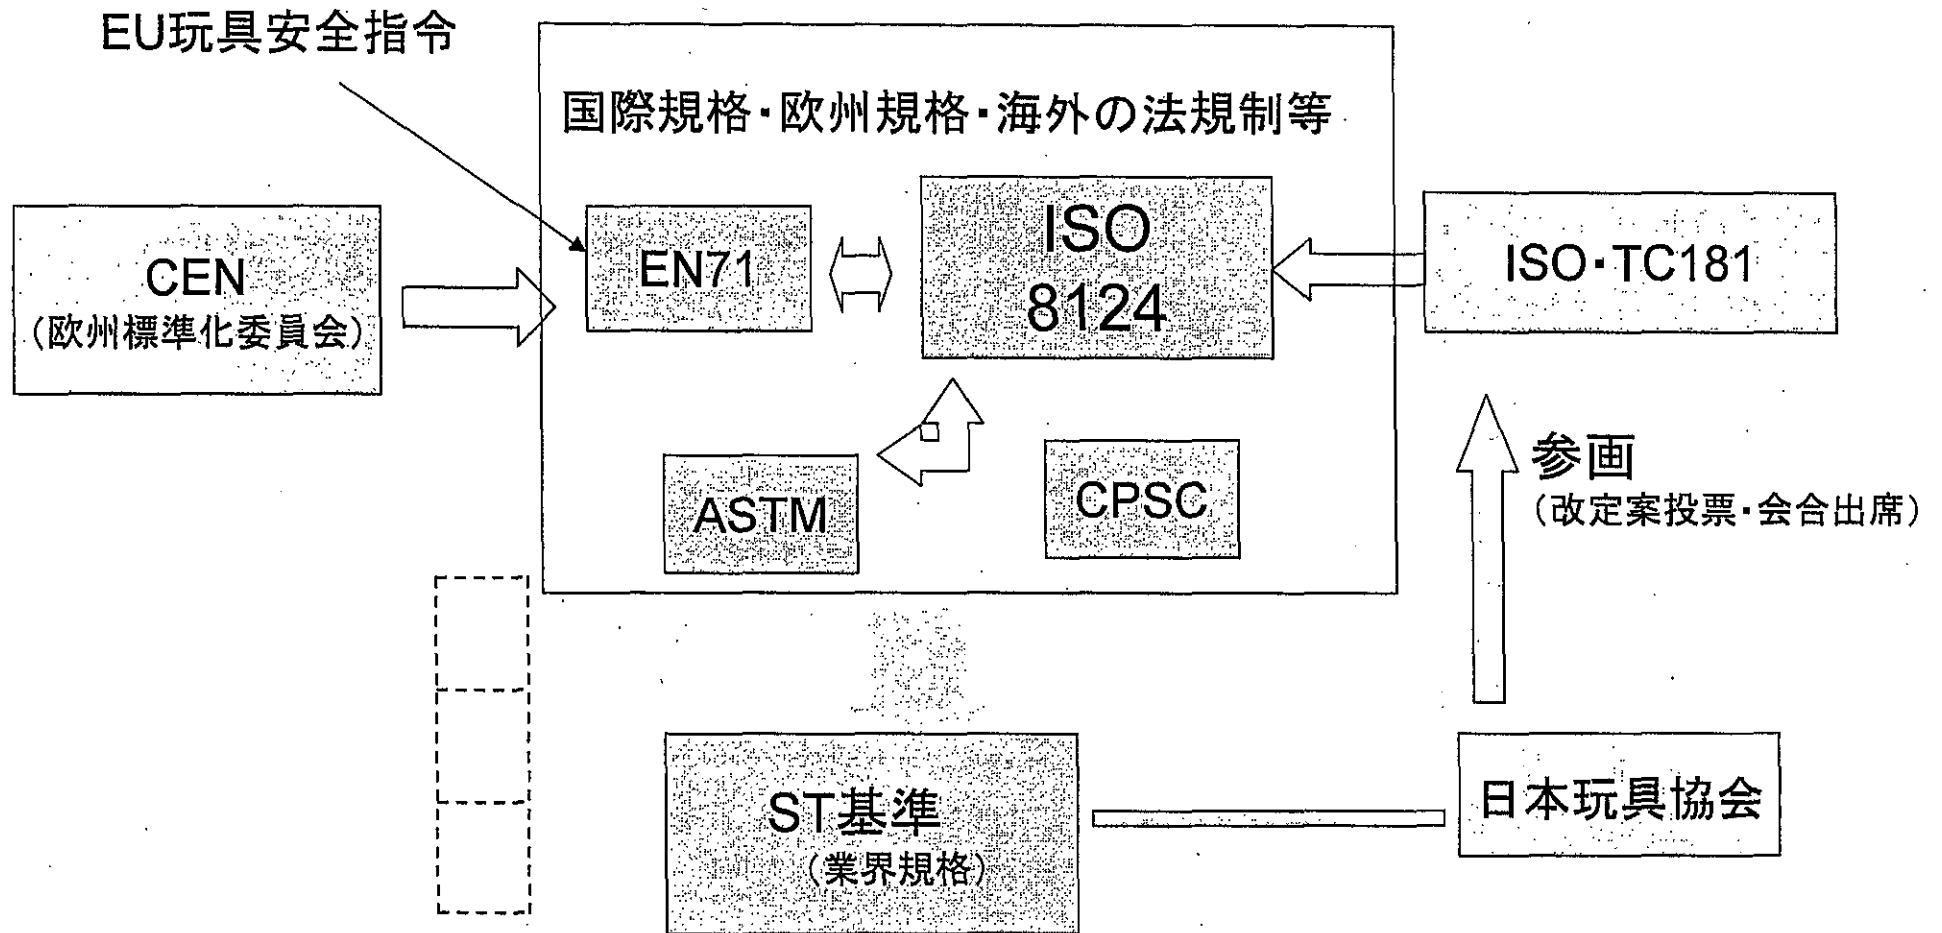 EU玩具安全指令
国際規格・欧州規格・海外の法規制等
CEN
（欧州標準化委員会）
EN71
ISO
8124
ISO・TC181
ASTM
CPSC
参画
（改定案投票・会合出席）
ST基準
（業界規格）
日本玩具協会